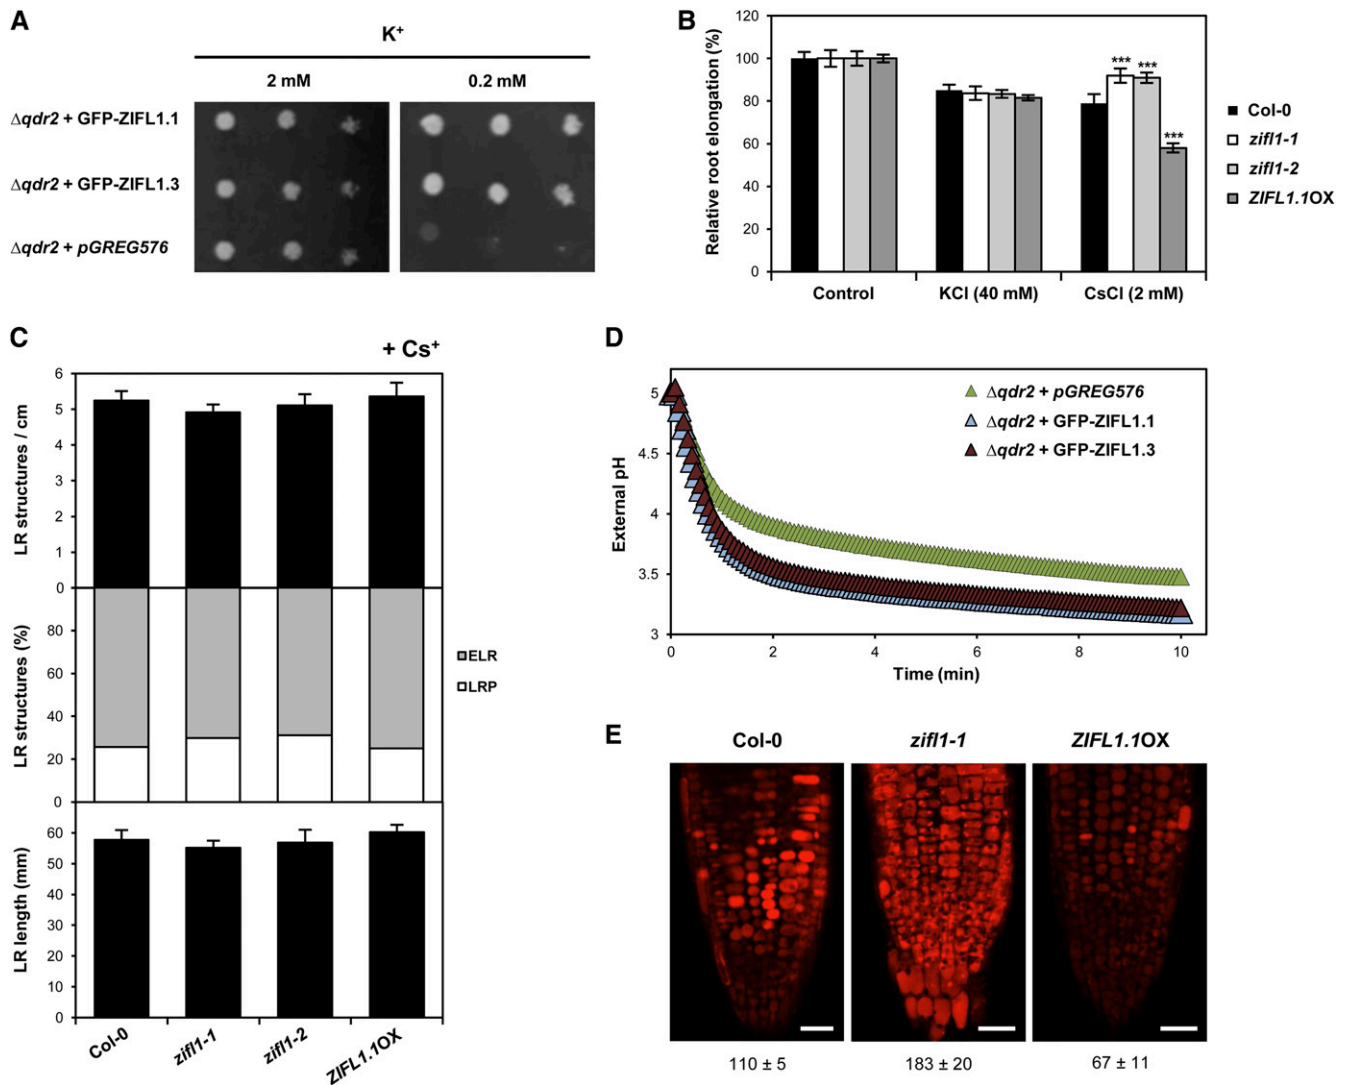 A
K+
2 mM
0.2 mM
Δqdr2 + GFP-ZIFL1.1
Δqdr2 + GFP-ZIFL1.3
Δqdr2 + pGREG576
B
Relative root elongation (%)
120
100
80
60
40
20
0
***
***
***
Control
KCl (40 mM)
CsCl (2 mM)
Col-0
zifl1-1
zifl1-2
ZIFL1.1OX
C
+ Cs+
LR structures / cm
6
5
4
3
2
1
0
LR structures (%)
80
60
40
20
0
ELR
LRP
LR length (mm)
60
50
40
30
20
10
0
Col-0
zifl1-1
zifl1-2
ZIFL1.1OX
D
External pH
5
4.5
4
3.5
3
0
2
4
6
8
10
Time (min)
Δqdr2 + pGREG576
Δqdr2 + GFP-ZIFL1.1
Δqdr2 + GFP-ZIFL1.3
E
Col-0
zifl1-1
ZIFL1.1OX
110 ± 5
183 ± 20
67 ± 11